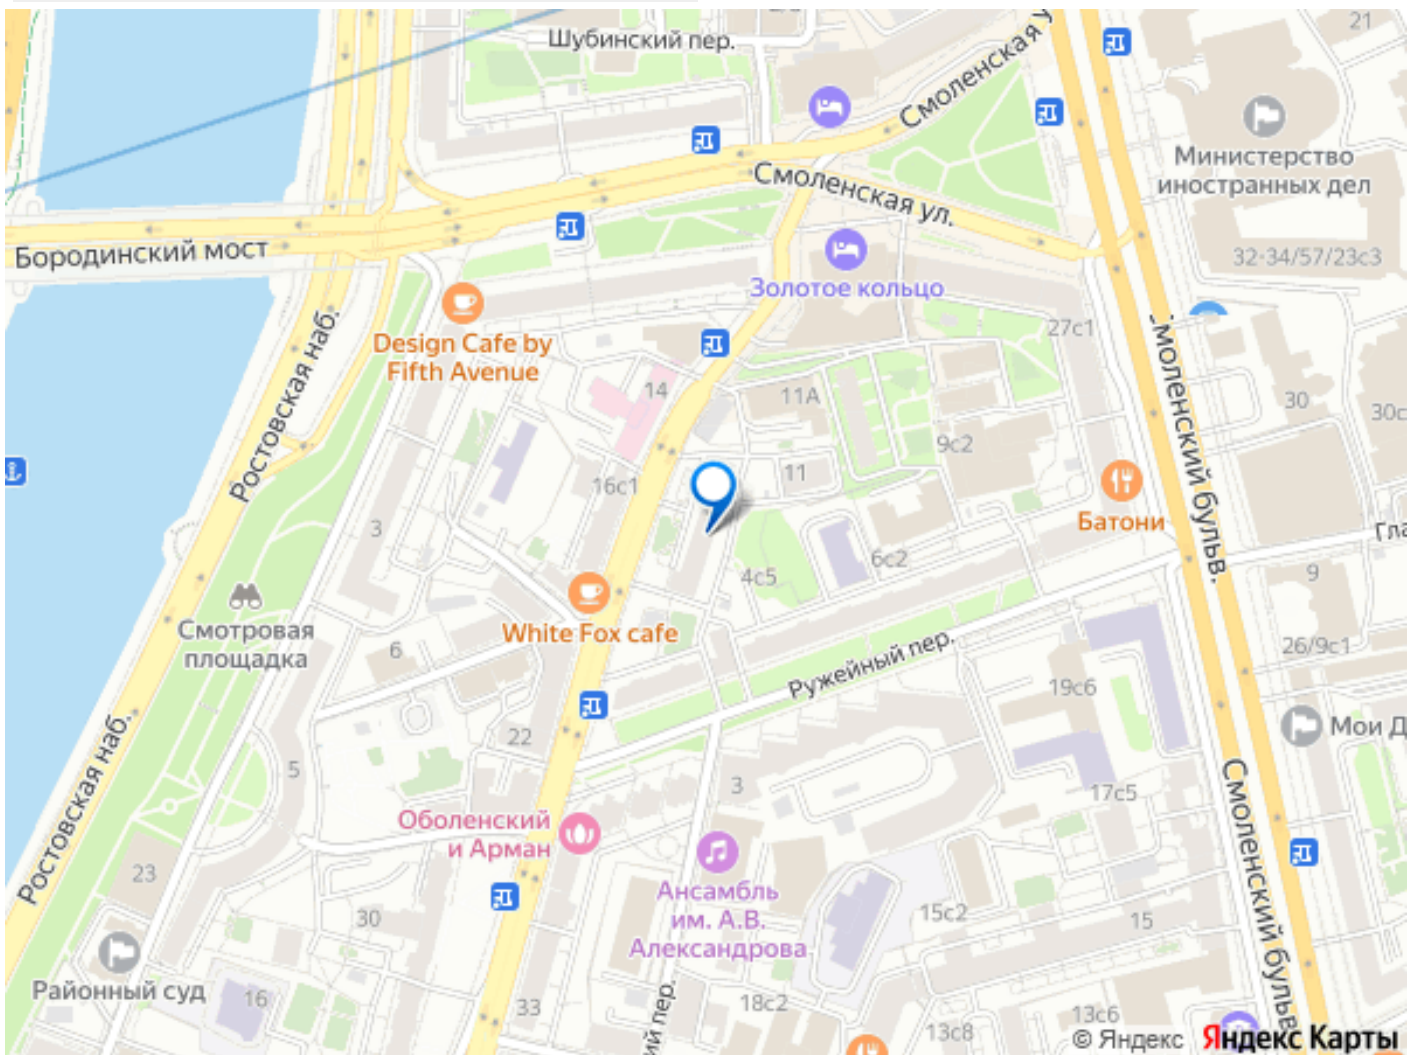 Шубинский пер.
Смоленская у
21
Министерство
иностранных дел
Смоленская ул.
Бородинский мост
32-34/57/23с3
Золотое кольцо
27с1
Ростовская наб.
Design Cafe by
Fifth Avenue
14
11А
Смоленский бульв.
30
30с
9с2
16с1
11
Батони
3
Гла
6с2
4с5
9
White Fox cafe
Смотровая
площадка
6
26/9с1
Ружейный пер.
19с6
Мои Д
Ростовская наб.
22
5
3
17с5
Смоленский бульв.
Оболенский
и Арман
23
Ансамбль
им. А.В.
Александрова
30
15с2
15
Районный суд
16
33
18с2
ий пер.
13с8
13с6
© Яндекс Яндекс Карты